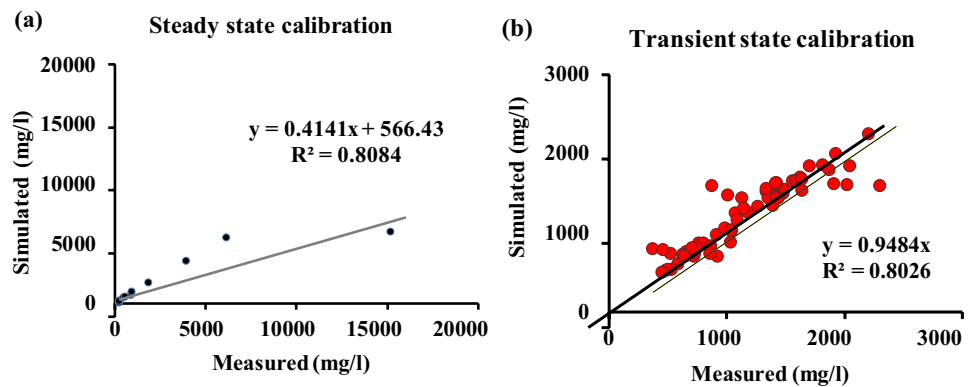 (a)
Steady state calibration
20000
15000
10000
5000
0
Simulated (mg/l)
y = 0.4141x + 566.43
R² = 0.8084
0
5000
10000
15000
20000
Measured (mg/l)
(b)
Transient state calibration
3000
2000
1000
0
Simulated (mg/l)
y = 0.9484x
R² = 0.8026
0
1000
2000
3000
Measured (mg/l)